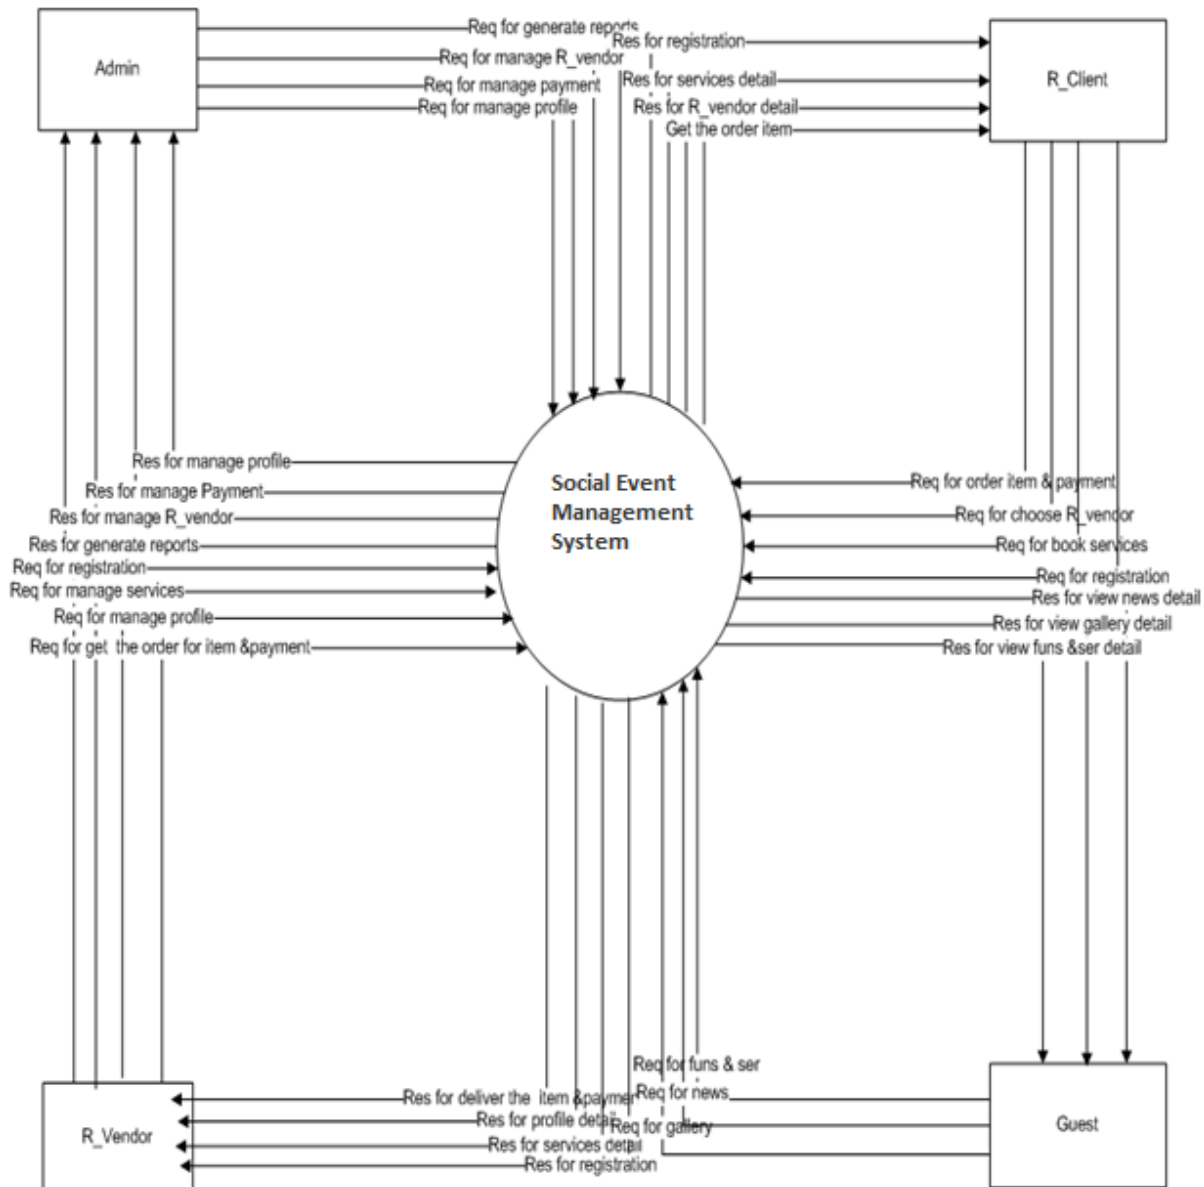 Req for generate reports
Res for registration
Admin
Req for manage R_vendor
R_Client
Req for manage payment
Res for services detail
Req for manage profile
Res for R_vendor detail
Get the order item
Res for manage profile
Res for manage Payment
Res for manage R_vendor
Res for generate reports
Req for registration
Req for manage services
Req for manage profile
Req for get the order for item &payment
Social Event
Management
System
Req for order item & payment
Req for choose R_vendor
Req for book services
Req for registration
Res for view news detail
Res for view gallery detail
Res for view funs &ser detail
Req for funs & ser
Req for news
Req for gallery
Res for deliver the item &paymer
Res for profile detail
Res for services detail
Res for registration
R_Vendor
Guest